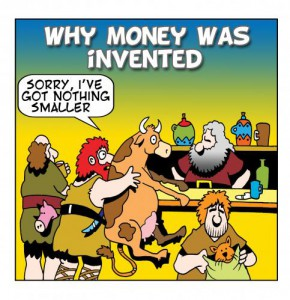 WHY MONEY WAS
iNVENTED
SORRY, I'VE
GOT NOTHING
SMALLER